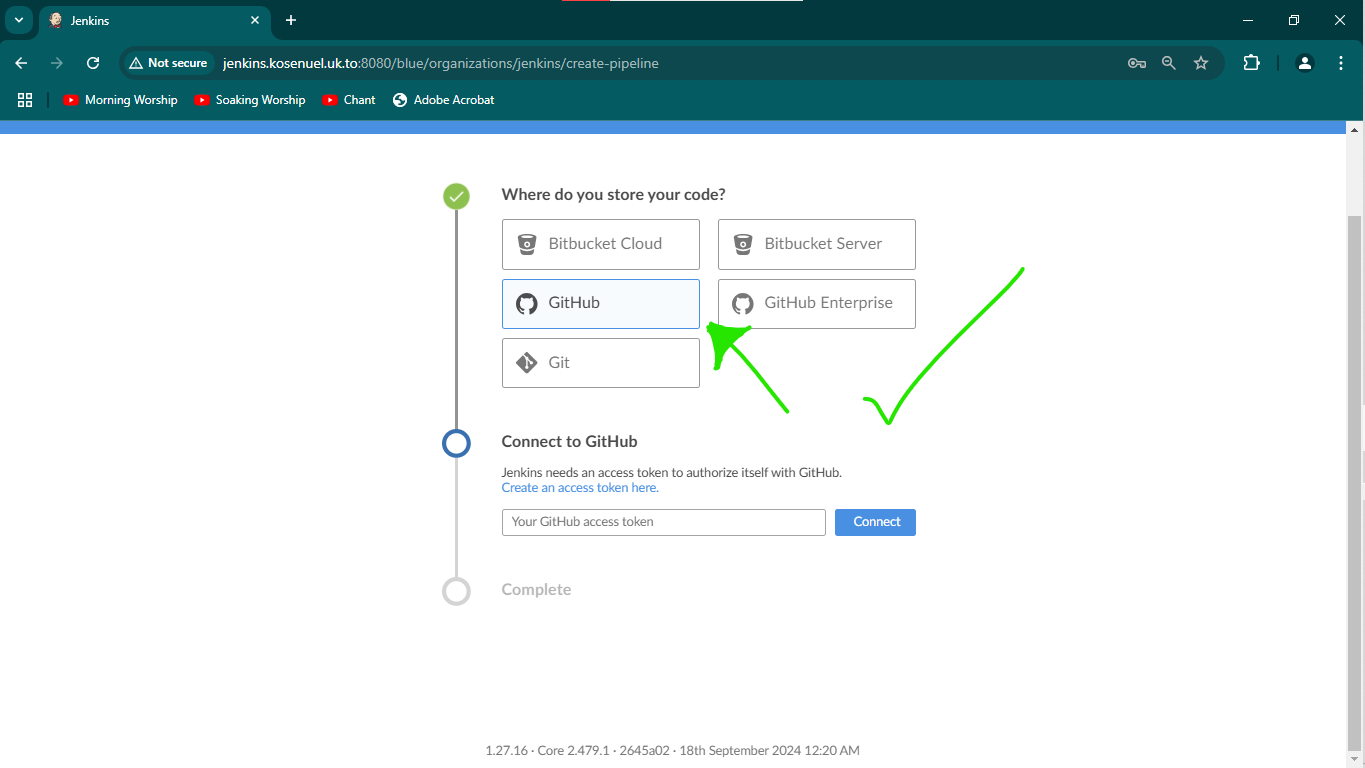 Jenkins
Not secure jenkins.kosenuel.uk.to:8080/blue/organizations/jenkins/create-pipeline
Morning Worship Soaking Worship Chant Adobe Acrobat
Where do you store your code?
Bitbucket Cloud Bitbucket Server
GitHub GitHub Enterprise
Git
Connect to GitHub
Jenkins needs an access token to authorize itself with GitHub.
Create an access token here.
Your GitHub access token Connect
Complete
1.27.16 · Core 2.479.1 · 2645a02 · 18th September 2024 12:20 AM